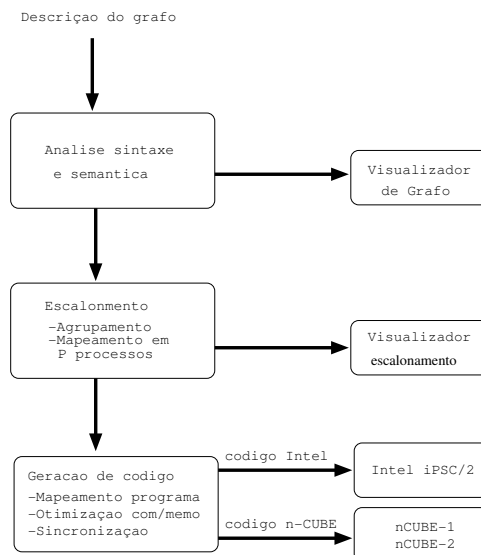 Descriçao do grafo
Analise sintaxe
e semantica
Visualizador
de Grafo
Escalonmento
-Agrupamento
-Mapeamento em
P processos
Visualizador
escalonamento
Geracao de codigo
-Mapeamento programa
-Otimizaçao com/memo
-Sincronizaçao
codigo Intel
Intel iPSC/2
codigo n-CUBE
nCUBE-1
nCUBE-2